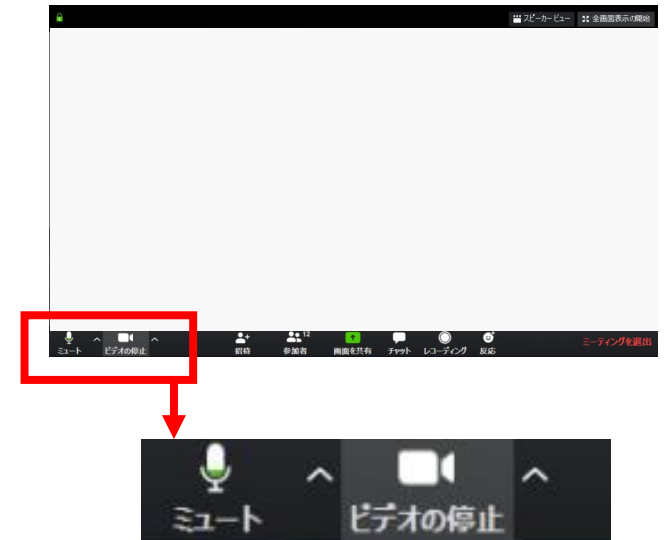 スピーカービュー 全画面表示の開始
12
ミュート ビデオの停止 招待 参加者 画面を共有 チャット レコーディング 反応 ミーティングを退出
ミュート ビデオの停止